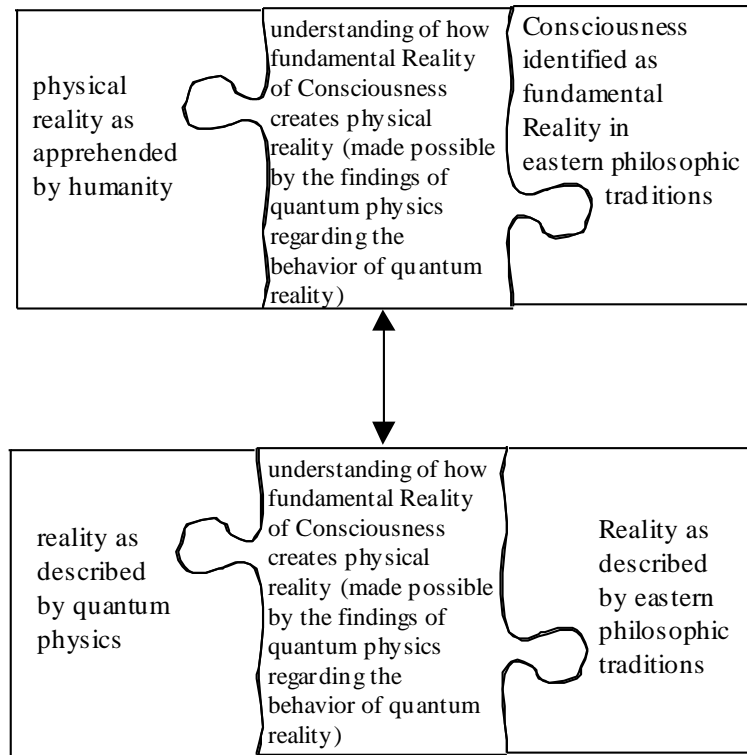 physical
reality as
apprehended
by humanity
understanding of how
fundamental Reality
of Consciousness
creates physical
reality (made possible
by the findings of
quantum physics
regarding the
behavior of quantum
reality)
Consciousness
identified as
fundamental
Reality in
eastern philosophic
traditions
reality as
described
by quantum
physics
understanding of how
fundamental Reality
of Consciousness
creates physical
reality (made possible
by the findings of
quantum physics
regarding the
behavior of quantum
reality)
Reality as
described
by eastern
philosophic
traditions